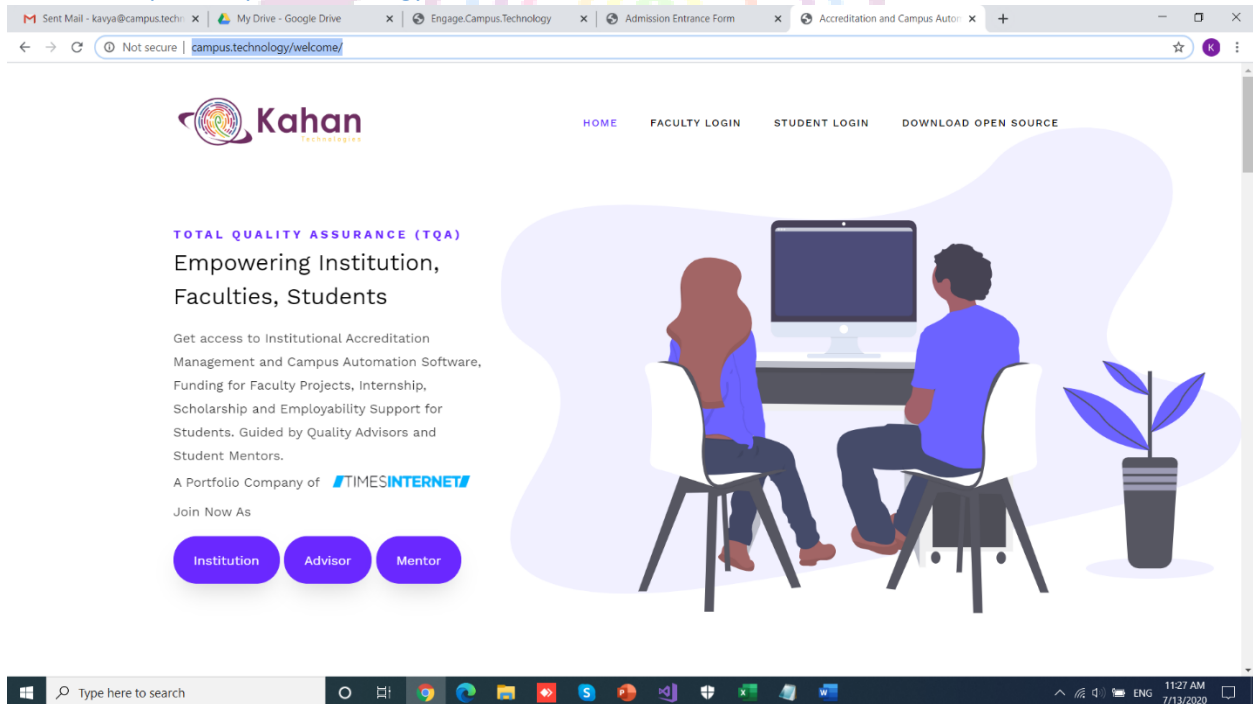 Sent Mail - kavya@campus.techn
My Drive - Google Drive
Engage.Campus.Technology
Admission Entrance Form
Accreditation and Campus Auton
Not secure | campus.technology/welcome/
K
Kahan
Technologies
HOME
FACULTY LOGIN
STUDENT LOGIN
DOWNLOAD OPEN SOURCE
TOTAL QUALITY ASSURANCE (TQA)
Empowering Institution,
Faculties, Students
Get access to Institutional Accreditation
Management and Campus Automation Software,
Funding for Faculty Projects, Internship,
Scholarship and Employability Support for
Students. Guided by Quality Advisors and
Student Mentors.
A Portfolio Company of TIMESINTERNET
Join Now As
Institution
Advisor
Mentor
Type here to search
ENG
11:27 AM
7/13/2020